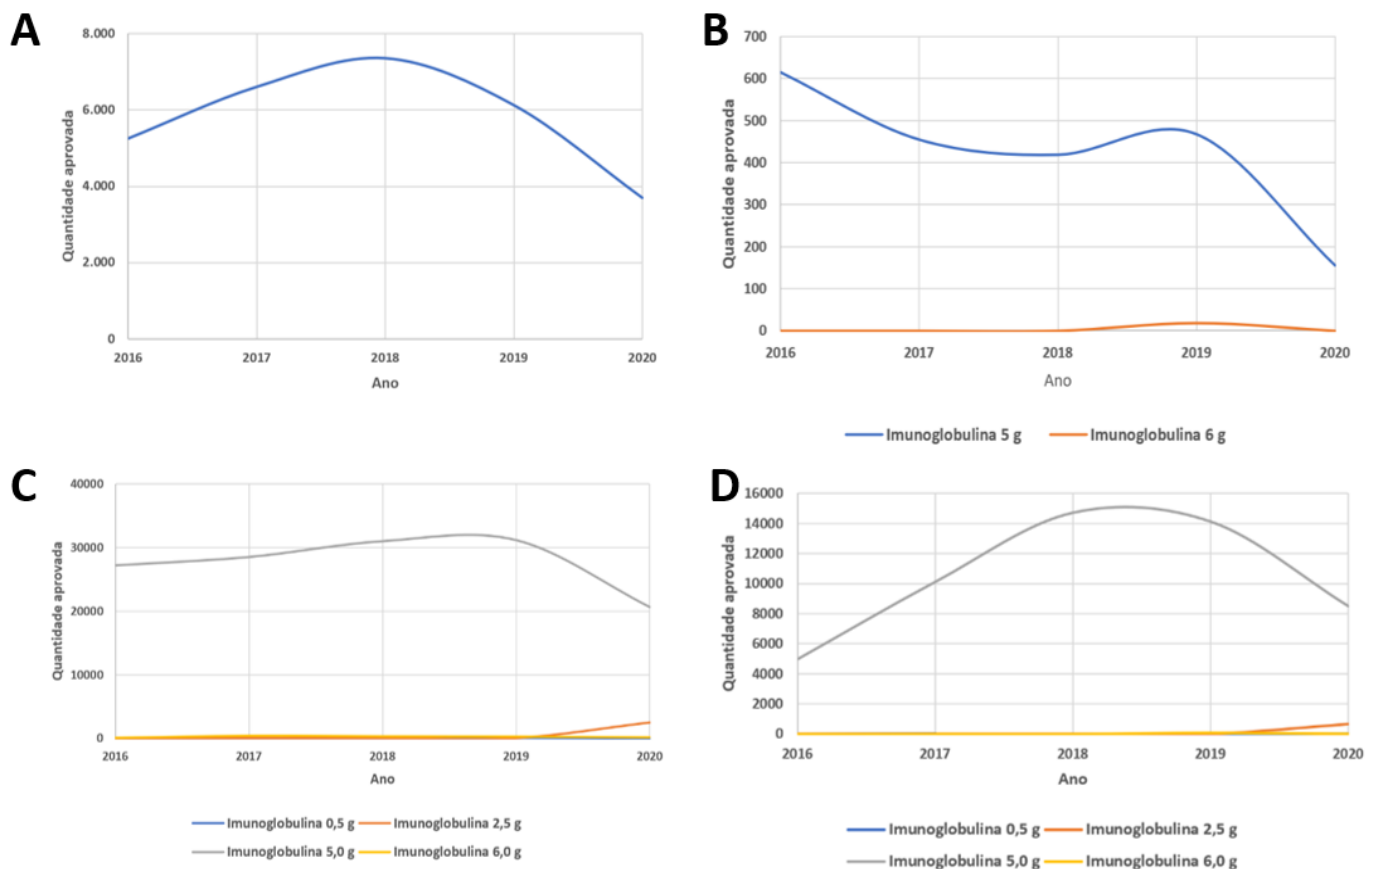 A
8.000
6.000
4.000
2.000
0
Quantidade aprovada
2016 2017 2018 2019 2020
Ano
B
700
600
500
400
300
200
100
0
Quantidade aprovada
2016 2017 2018 2019 2020
Ano
Imunoglobulina 5 g Imunoglobulina 6 g
C
40000
30000
20000
10000
0
Quantidade aprovada
2016 2017 2018 2019 2020
Ano
Imunoglobulina 0,5 g Imunoglobulina 2,5 g
Imunoglobulina 5,0 g Imunoglobulina 6,0 g
D
16000
14000
12000
10000
8000
6000
4000
2000
0
Quantidade aprovada
2016 2017 2018 2019 2020
Ano
Imunoglobulina 0,5 g Imunoglobulina 2,5 g
Imunoglobulina 5,0 g Imunoglobulina 6,0 g